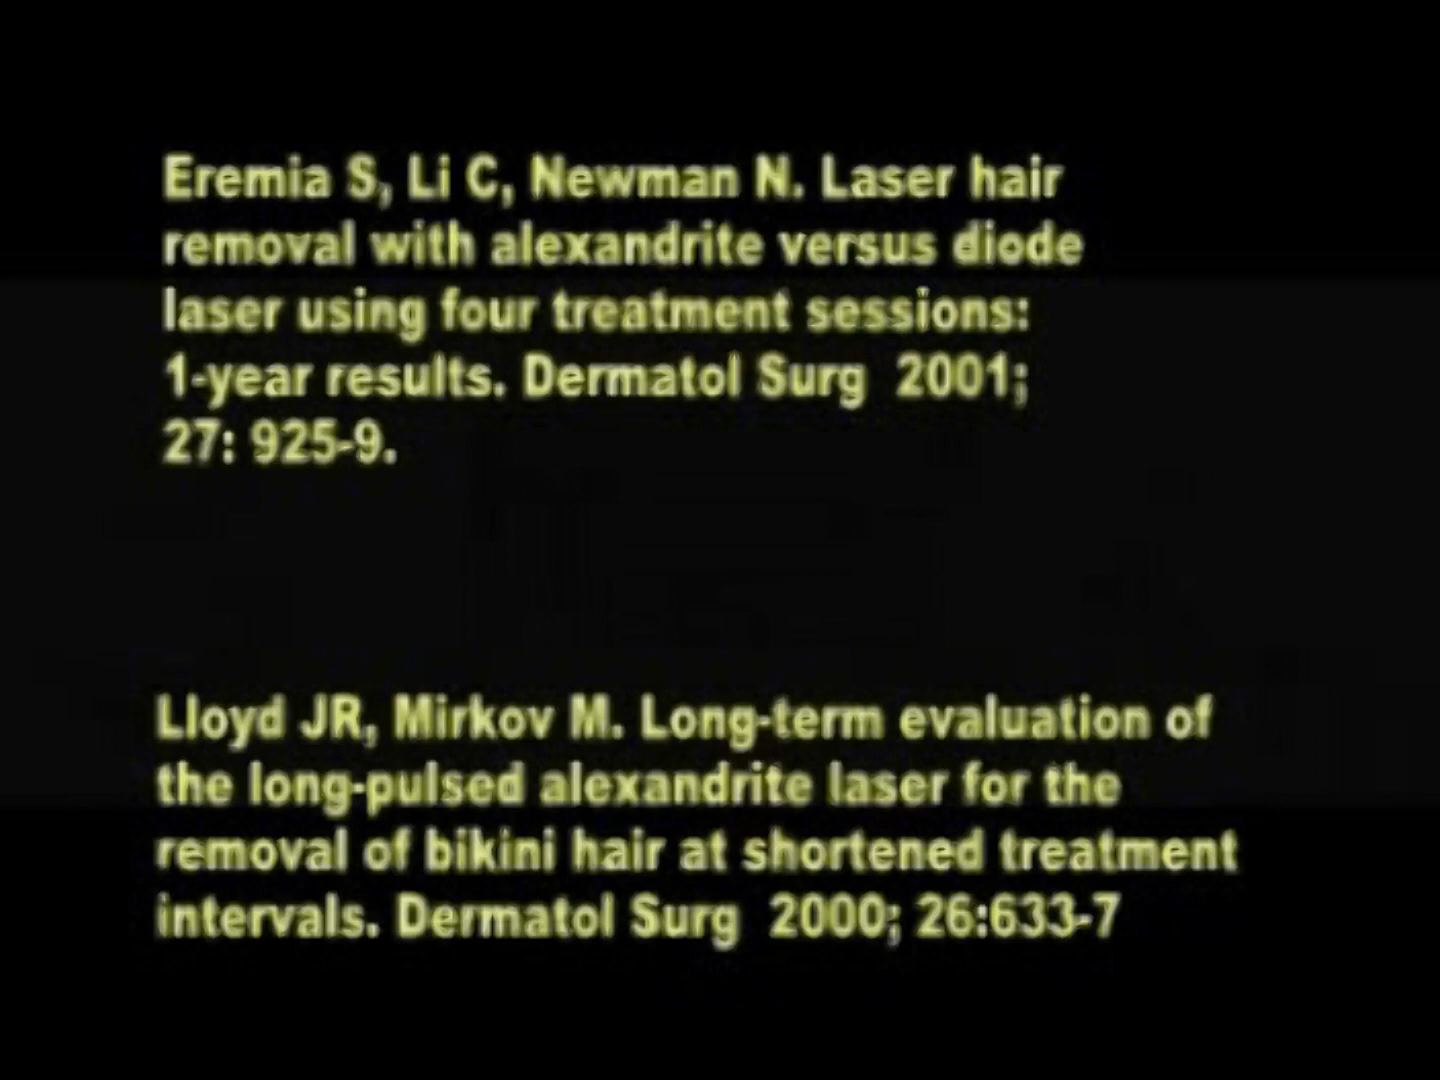 Eremia S, Li C, Newman N. Laser hair
removal with alexandrite versus diode
laser using four treatment sessions:
1-year results. Dermatol Surg  2001;
27: 925-9.
Lloyd JR, Mirkov M. Long-term evaluation of
the long-pulsed alexandrite laser for the
removal of bikini hair at shortened treatment
intervals. Dermatol Surg  2000; 26:633-7